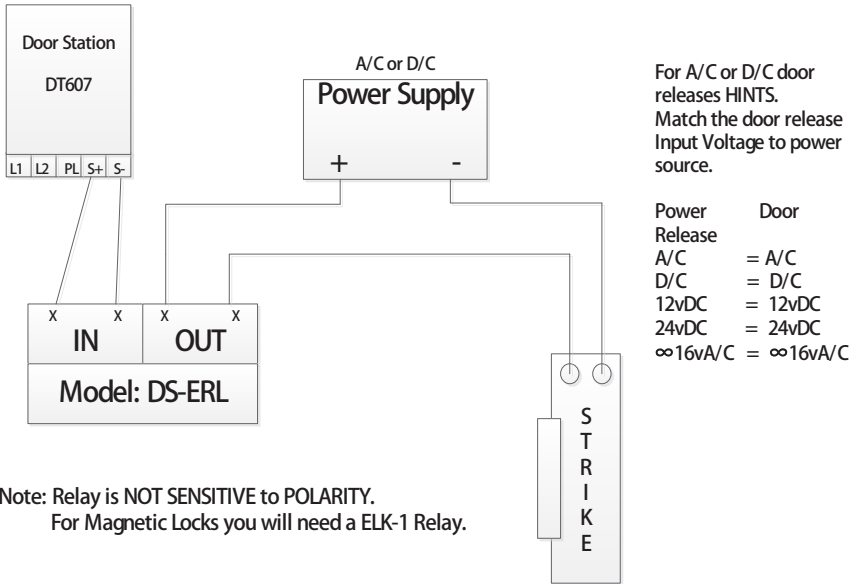 Door Station
DT607
L1 L2 PL S+ S-
A/C or D/C
Power Supply
+ -
X X X X
IN OUT
Model: DS-ERL
S
T
R
I
K
E
For A/C or D/C door
releases HINTS.
Match the door release
Input Voltage to power
source.
Power Door
Release
A/C = A/C
D/C = D/C
12vDC = 12vDC
24vDC = 24vDC
∞16vA/C = ∞16vA/C
Note: Relay is NOT SENSITIVE to POLARITY.
For Magnetic Locks you will need a ELK-1 Relay.